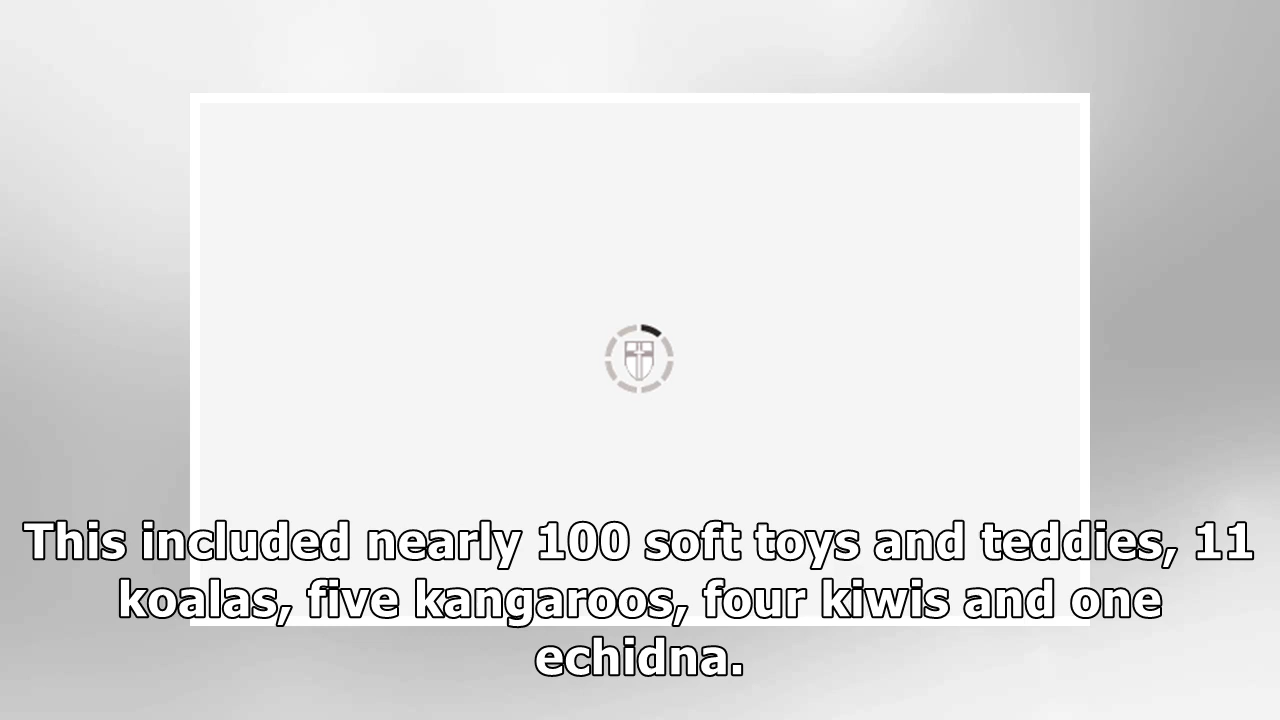 This included nearly 100 soft toys and teddies, 11
koalas, five kangaroos, four kiwis and one
echidna.